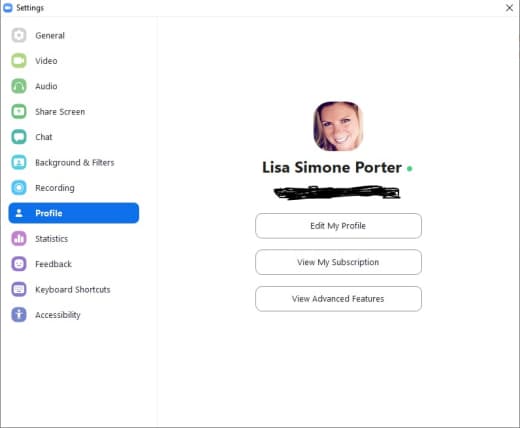 Settings
General
Video
Audio
Share Screen
Chat
Background & Filters
Recording
Profile
Statistics
Feedback
Keyboard Shortcuts
Accessibility
Lisa Simone Porter
Edit My Profile
View My Subscription
View Advanced Features